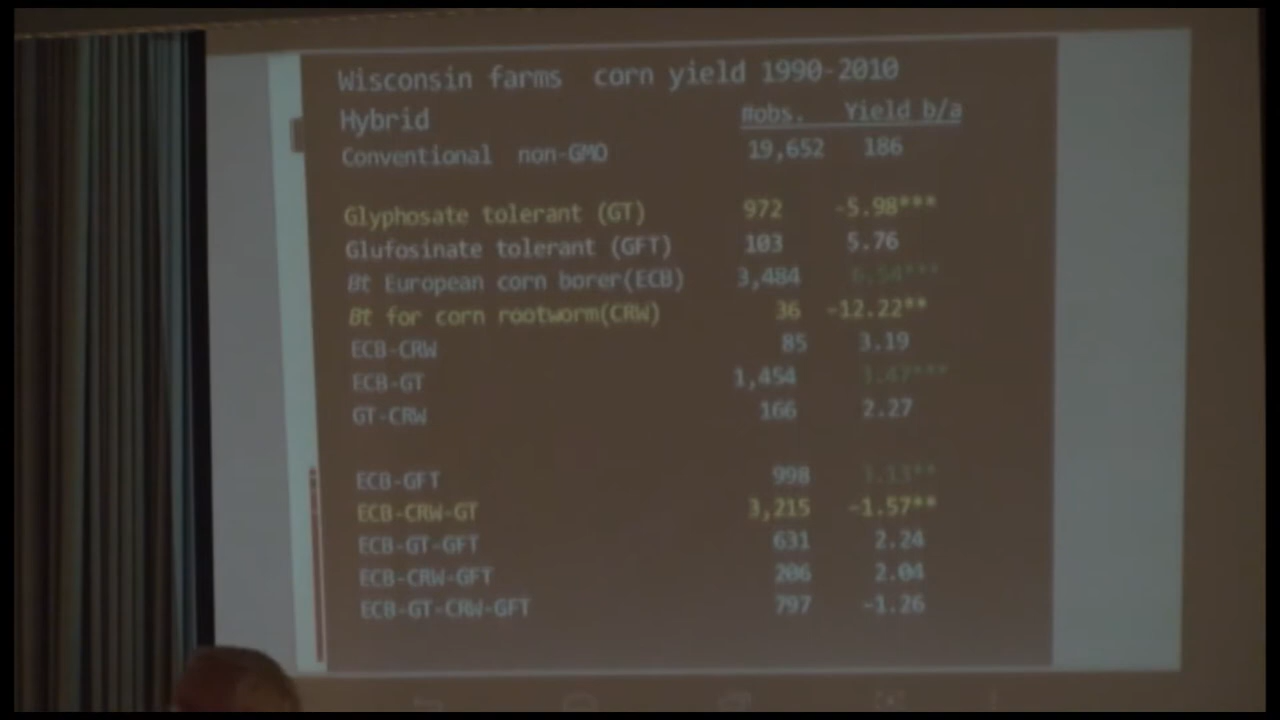 Wisconsin farms corn yield 1990-2010
Hybrid #obs. Yield b/a
Conventional non-GMO 19,652 186
Glyphosate tolerant (GT) 972 -5.98***
Glufosinate tolerant (GFT) 103 5.76
Bt European corn borer(ECB) 3,484 6.54***
Bt for corn rootworm(CRW) 36 -12.22**
ECB-CRW 85 3.19
ECB-GT 1,454
GT-CRW 166 2.27
ECB-GFT 998
ECB-CRW-GT 3,215 -1.57**
ECB-GT-GFT 631 2.24
ECB-CRW-GFT 206 2.04
ECB-GT-CRW-GFT 797 -1.26